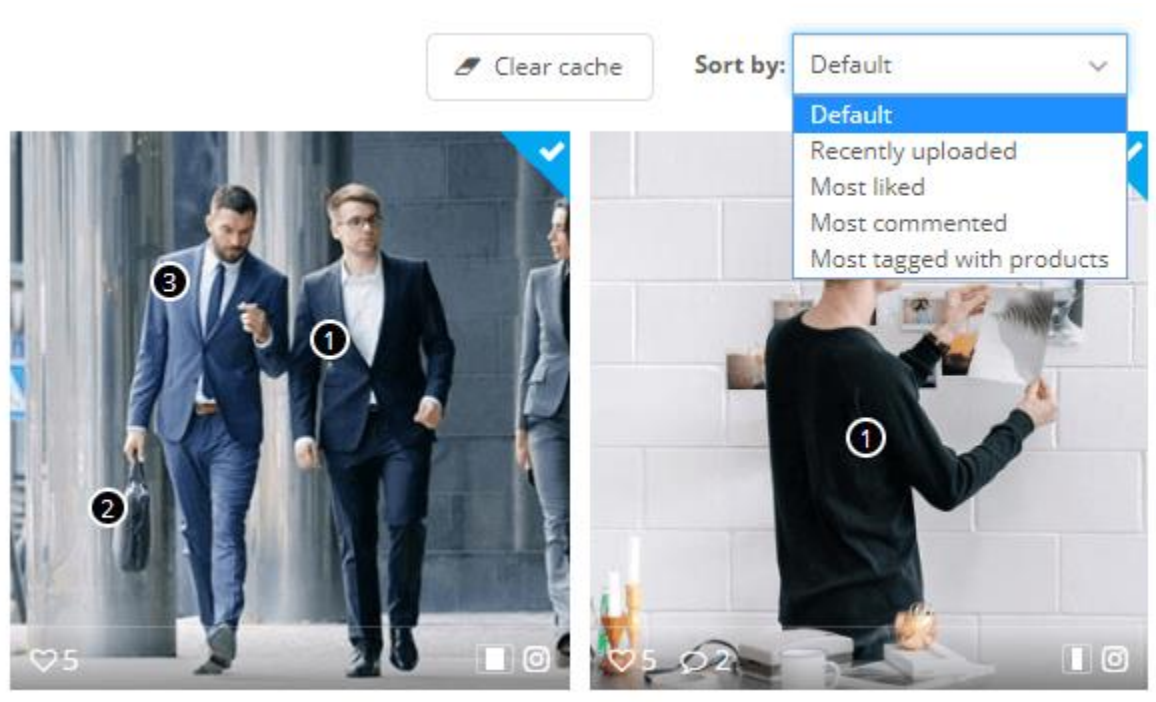 Clear cache
Sort by: Default
Default
Recently uploaded
Most liked
Most commented
Most tagged with products
3
1
2
1
5
5 2